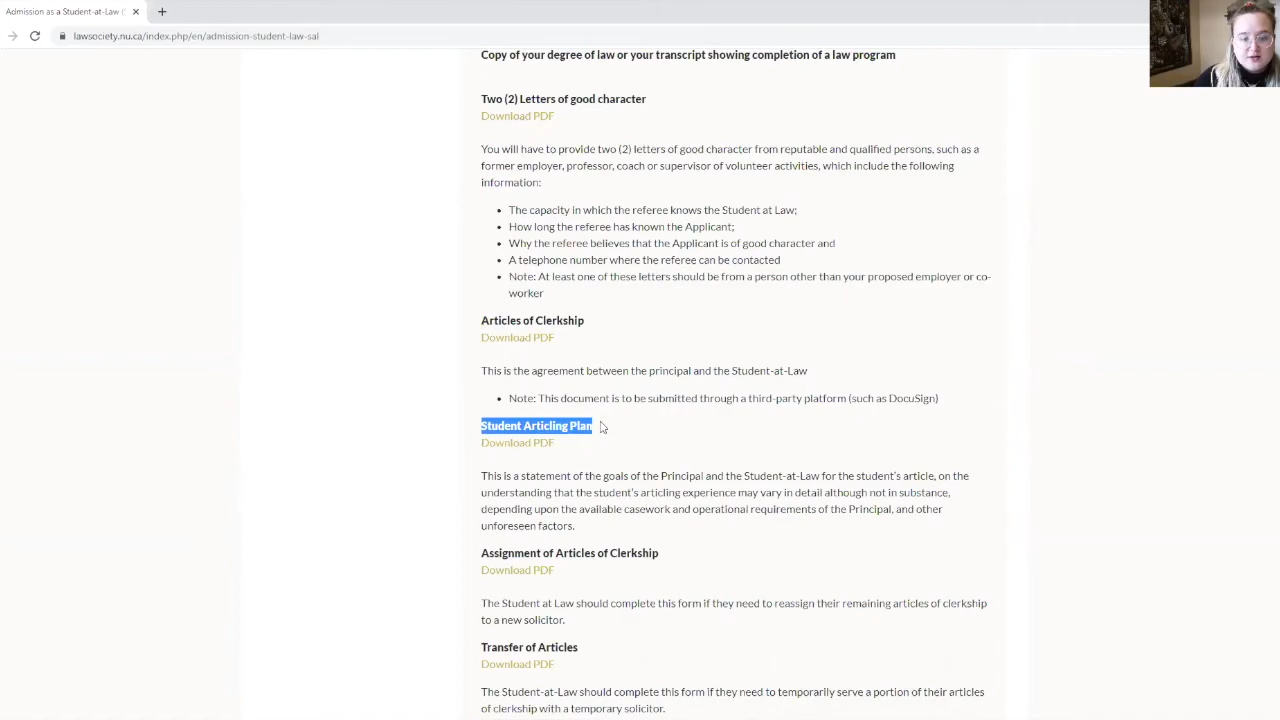 Admission as a Student-at-Law (
lawsociety.nu.ca/index.php/en/admission-student-law-sal
Copy of your degree of law or your transcript showing completion of a law program
Two (2) Letters of good character
Download PDF
You will have to provide two (2) letters of good character from reputable and qualified persons, such as a
former employer, professor, coach or supervisor of volunteer activities, which include the following
information:
• The capacity in which the referee knows the Student at Law;
• How long the referee has known the Applicant;
• Why the referee believes that the Applicant is of good character and
• A telephone number where the referee can be contacted
• Note: At least one of these letters should be from a person other than your proposed employer or co-
worker
Articles of Clerkship
Download PDF
This is the agreement between the principal and the Student-at-Law
• Note: This document is to be submitted through a third-party platform (such as DocuSign)
Student Articling Plan
Download PDF
This is a statement of the goals of the Principal and the Student-at-Law for the student’s article, on the
understanding that the student’s articling experience may vary in detail although not in substance,
depending upon the available casework and operational requirements of the Principal, and other
unforeseen factors.
Assignment of Articles of Clerkship
Download PDF
The Student at Law should complete this form if they need to reassign their remaining articles of clerkship
to a new solicitor.
Transfer of Articles
Download PDF
The Student-at-Law should complete this form if they need to temporarily serve a portion of their articles
of clerkship with a temporary solicitor.